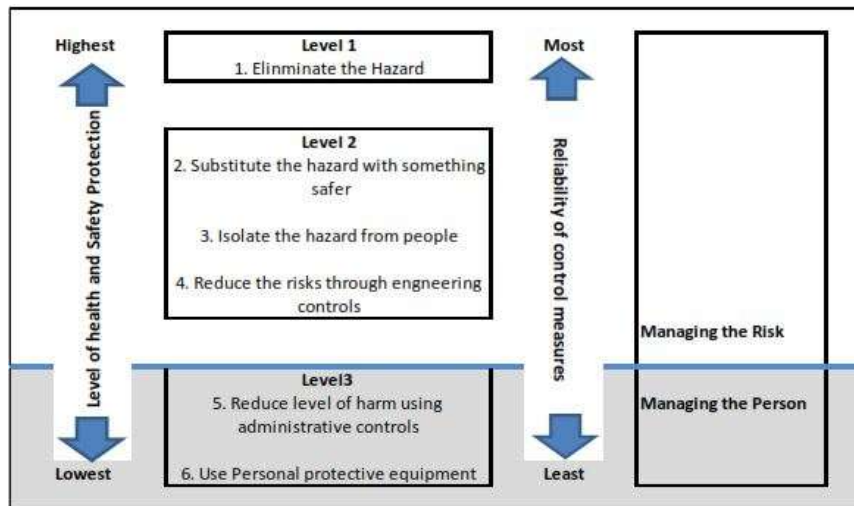 Highest
Level of health and Safety Protection
Lowest
Level 1
1. Elinminate the Hazard
Level 2
2. Substitute the hazard with something
safer
3. Isolate the hazard from people
4. Reduce the risks through engneering
controls
Level3
5. Reduce level of harm using
administrative controls
6. Use Personal protective equipment
Most
Reliability of control measures
Least
Managing the Risk
Managing the Person